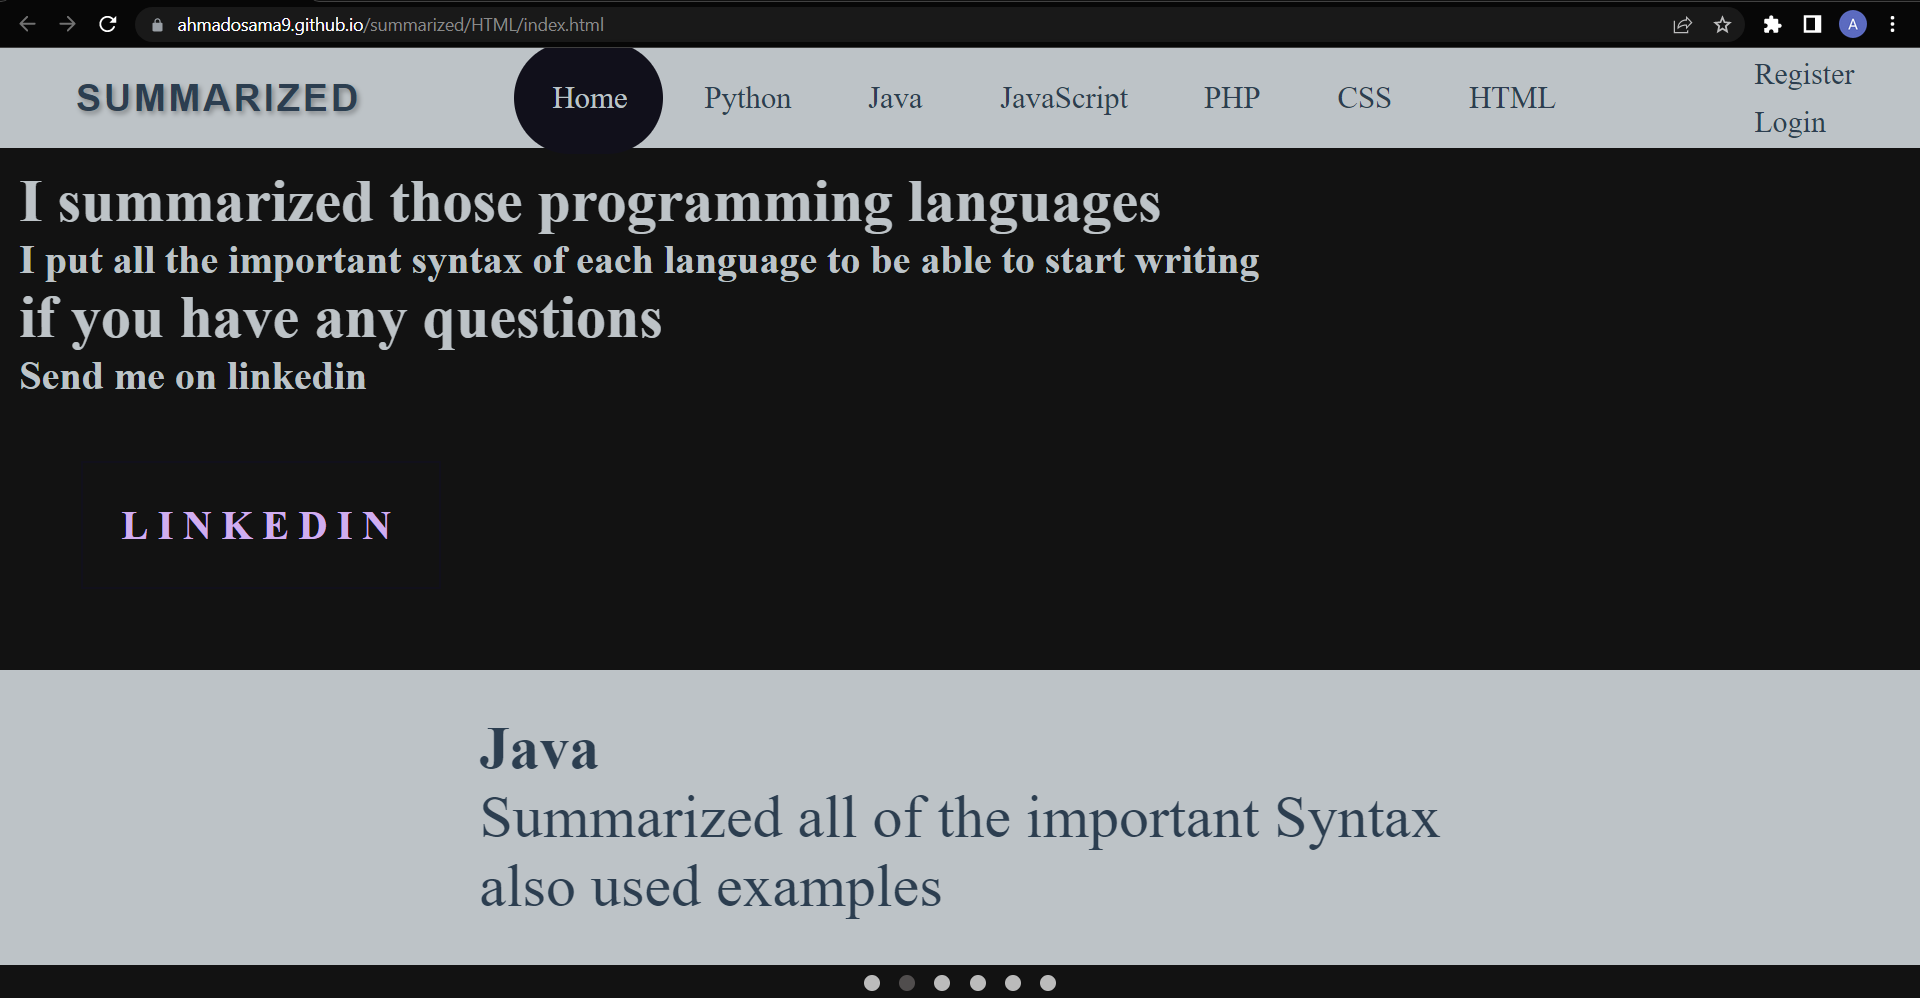 ahmadosama9.github.io/summarized/HTML/index.html
A
SUMMARIZED
Home
Python
Java
JavaScript
PHP
CSS
HTML
Register
Login
I summarized those programming languages
I put all the important syntax of each language to be able to start writing
if you have any questions
Send me on linkedin
LINKEDIN
Java
Summarized all of the important Syntax
also used examples